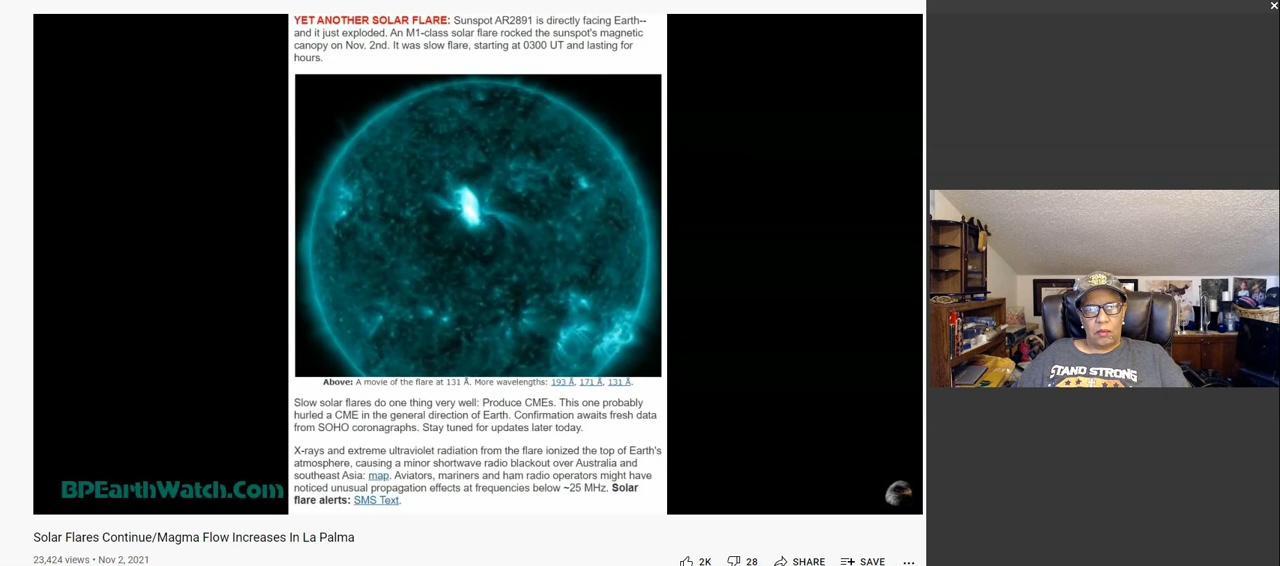 YET ANOTHER SOLAR FLARE: Sunspot AR2891 is directly facing Earth--
and it just exploded. An M1-class solar flare rocked the sunspot's magnetic
canopy on Nov. 2nd. It was slow flare, starting at 0300 UT and lasting for
hours.
Above: A movie of the flare at 131 Å. More wavelengths: 193 Å, 171 Å, 131 Å.
Slow solar flares do one thing very well: Produce CMEs. This one probably
hurled a CME in the general direction of Earth. Confirmation awaits fresh data
from SOHO coronagraphs. Stay tuned for updates later today.
X-rays and extreme ultraviolet radiation from the flare ionized the top of Earth's
atmosphere, causing a minor shortwave radio blackout over Australia and
southeast Asia: map. Aviators, mariners and ham radio operators might have
noticed unusual propagation effects at frequencies below ~25 MHz. Solar
flare alerts: SMS Text.
BPEarthWatch.Com
STAND STRONG
Solar Flares Continue/Magma Flow Increases In La Palma
23,424 views • Nov 2, 2021
2K
28
SHARE
SAVE